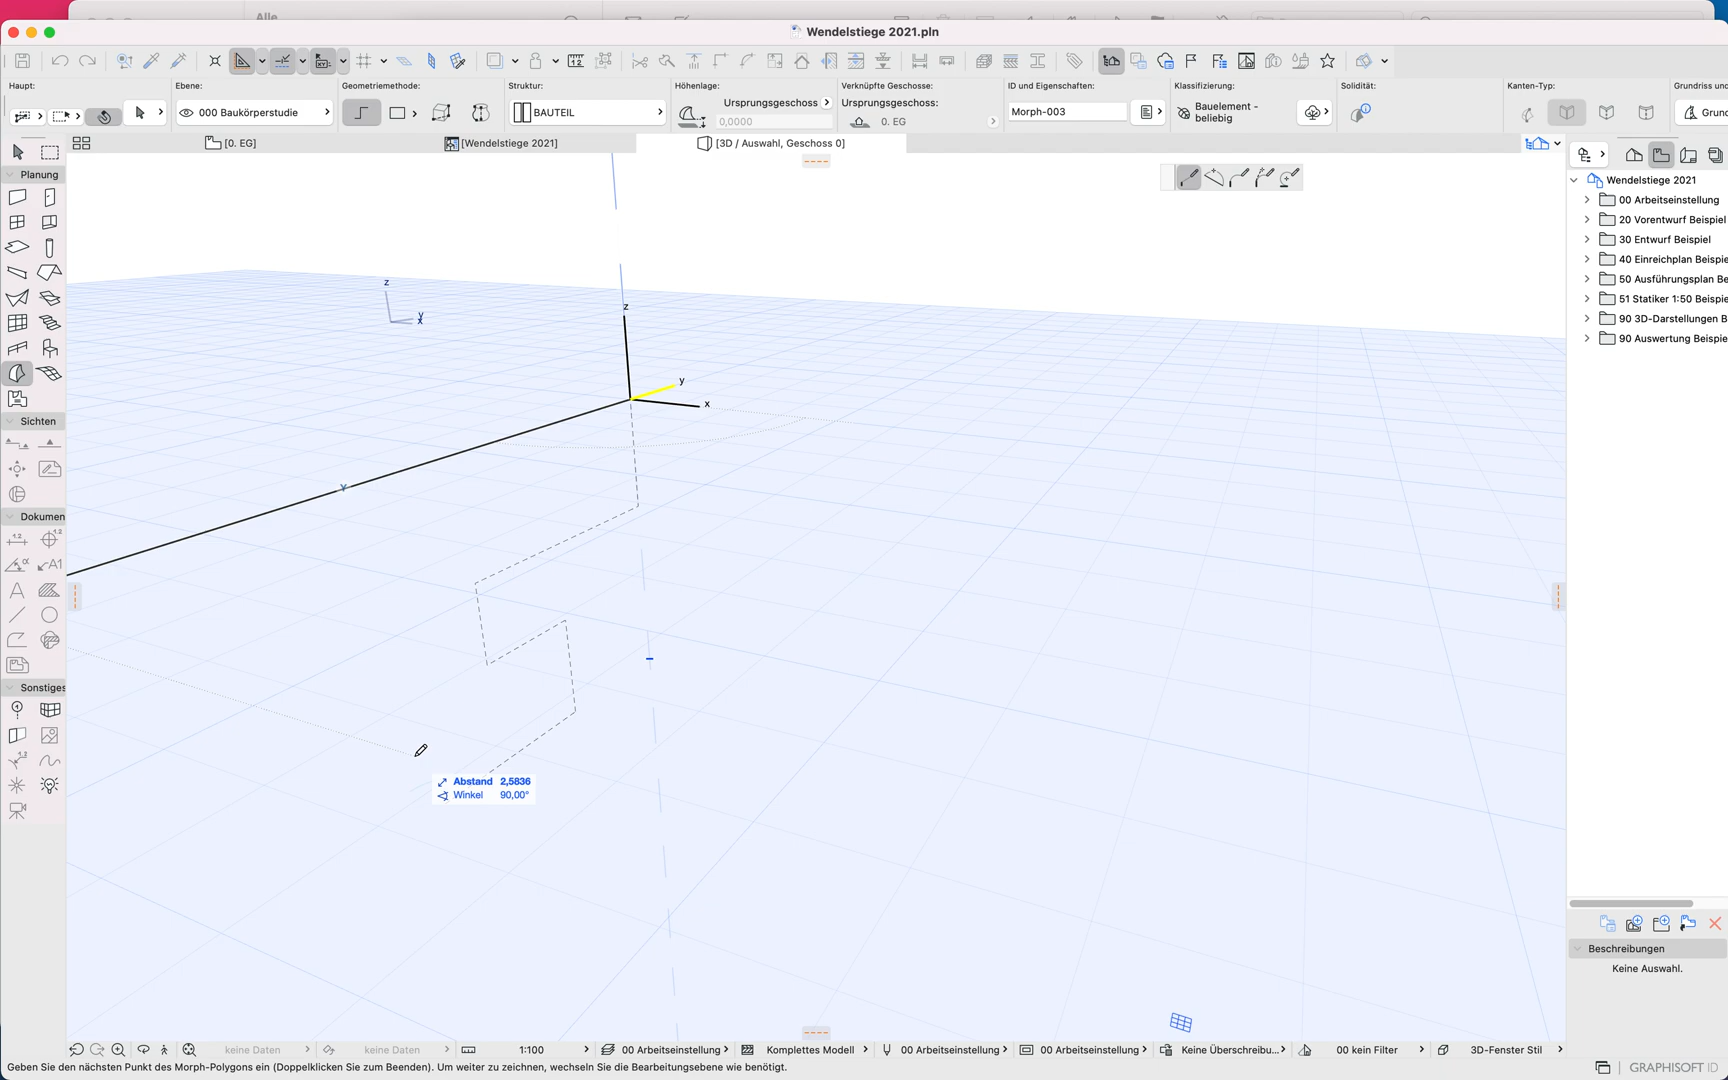 Alle
Wendelstiege 2021.pln
Haupt:
Ebene:
Geometriemethode:
Struktur:
Höhenlage:
Verknüpfte Geschosse:
ID und Eigenschaften:
Klassifizierung:
Solidität:
Kanten-Typ:
Grundriss und
000 Baukörperstudie
BAUTEIL
Ursprungsgeschoss
0,0000
Ursprungsgeschoss:
0. EG
Morph-003
Bauelement -
beliebig
Grund
[0. EG]
[Wendelstiege 2021]
[3D / Auswahl, Geschoss 0]
Planung
Sichten
Dokumen
Sonstiges
z
y
x
z
y
x
Y
Abstand 2,5836
Winkel 90,00°
Wendelstiege 2021
00 Arbeitseinstellung
20 Vorentwurf Beispiel
30 Entwurf Beispiel
40 Einreichplan Beispie
50 Ausführungsplan Be
51 Statiker 1:50 Beispie
90 3D-Darstellungen B
90 Auswertung Beispie
Beschreibungen
Keine Auswahl.
keine Daten
keine Daten
1:100
00 Arbeitseinstellung
Komplettes Modell
00 Arbeitseinstellung
00 Arbeitseinstellung
Keine Überschreibu...
00 kein Filter
3D-Fenster Stil
Geben Sie den nächsten Punkt des Morph-Polygons ein (Doppelklicken Sie zum Beenden). Um weiter zu zeichnen, wechseln Sie die Bearbeitungsebene wie benötigt.
GRAPHISOFT ID